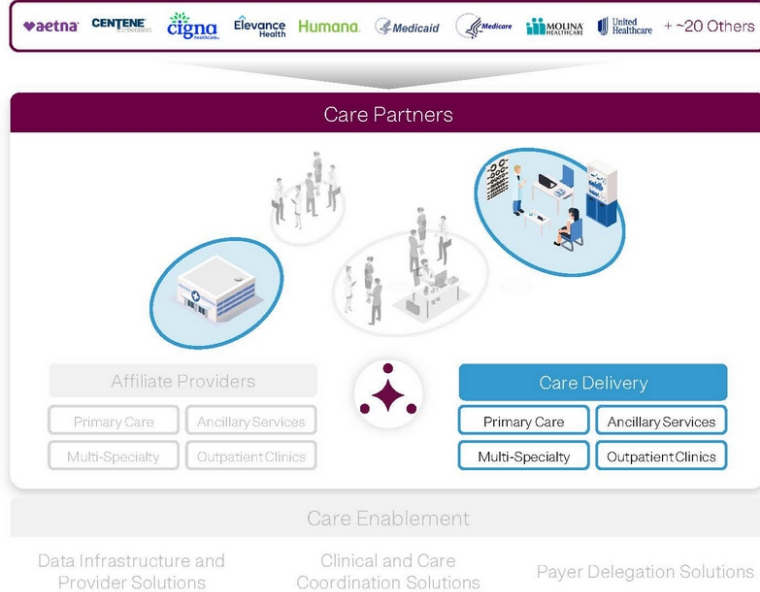 aetna
CENTENE
Corporation
cigna
healthcare
Elevance
Health
Humana
Medicaid
Medicare
MOLINA
HEALTHCARE
United
Healthcare
+ ~20 Others
Care Partners
Affiliate Providers
Primary Care
Ancillary Services
Multi-Specialty
Outpatient Clinics
Care Delivery
Primary Care
Ancillary Services
Multi-Specialty
Outpatient Clinics
Care Enablement
Data Infrastructure and
Provider Solutions
Clinical and Care
Coordination Solutions
Payer Delegation Solutions